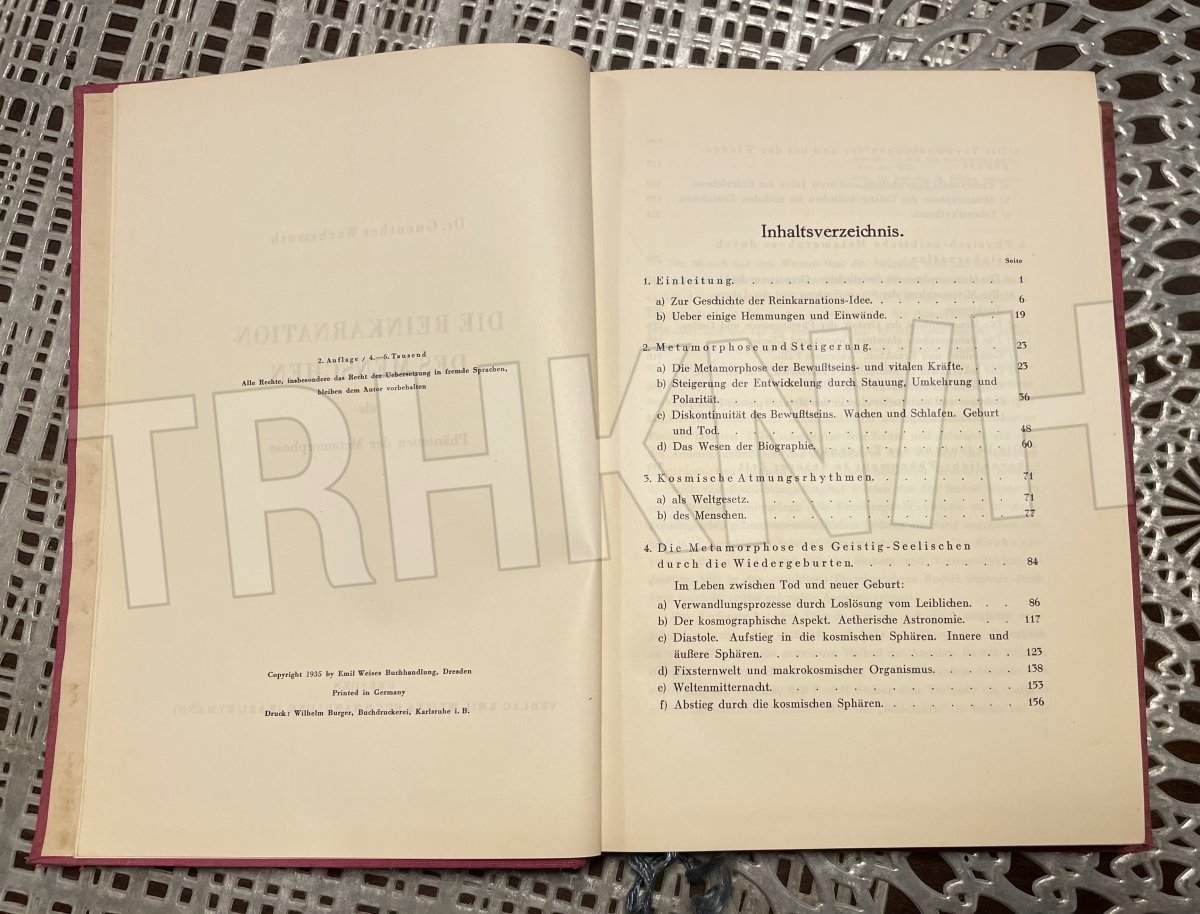 2. Auflage / 4.—6. Tausend
Alle Rechte, insbesondere das Recht der Uebersetzung in fremde Sprachen,
bleiben dem Autor vorbehalten
Copyright 1935 by Emil Weises Buchhandlung, Dresden
Printed in Germany
Druck: Wilhelm Burger, Buchdruckerei, Karlsruhe i. B.
Inhaltsverzeichnis.
Seite
1. Einleitung. . . . . . . . . . . . . . 1
a) Zur Geschichte der Reinkarnations-Idee. . . . . . . 6
b) Ueber einige Hemmungen und Einwände. . . . . . 19
2. Metamorphose und Steigerung. . . . . . . . 23
a) Die Metamorphose der Bewußtseins- und vitalen Kräfte. . . 23
b) Steigerung der Entwickelung durch Stauung, Umkehrung und
Polarität. . . . . . . . . . . . . . 36
c) Diskontinuität des Bewußtseins. Wachen und Schlafen. Geburt
und Tod. . . . . . . . . . . . . . 48
d) Das Wesen der Biographie. . . . . . . . . . 60
3. Kosmische Atmungsrhythmen. . . . . . . . 71
a) als Weltgesetz. . . . . . . . . . . . . 71
b) des Menschen. . . . . . . . . . . . . 77
4. Die Metamorphose des Geistig-Seelischen
durch die Wiedergeburten. . . . . . . . . 84
Im Leben zwischen Tod und neuer Geburt:
a) Verwandlungsprozesse durch Loslösung vom Leiblichen. . . 86
b) Der kosmographische Aspekt. Aetherische Astronomie. . . 117
c) Diastole. Aufstieg in die kosmischen Sphären. Innere und
äußere Sphären. . . . . . . . . . . . . 123
d) Fixsternwelt und makrokosmischer Organismus. . . . . 138
e) Weltenmitternacht. . . . . . . . . . . . 153
f) Abstieg durch die kosmischen Sphären. . . . . . . 156
TRHKNIH